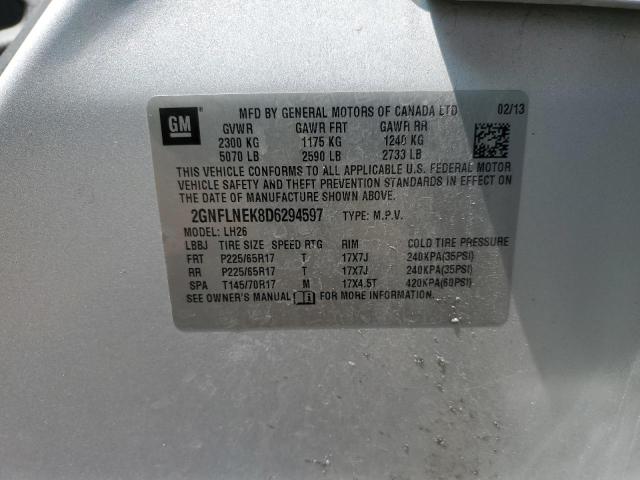 GM MFD BY GENERAL MOTORS OF CANADA LTD 02/13
GVWR GAWR FRT GAWR RR
2300 KG 1175 KG 1240 KG
5070 LB 2590 LB 2733 LB
THIS VEHICLE CONFORMS TO ALL APPLICABLE U.S. FEDERAL MOTOR
VEHICLE SAFETY AND THEFT PREVENTION STANDARDS IN EFFECT ON
THE DATE OF MANUFACTURE SHOWN ABOVE.
2GNFLNEK8D6294597 TYPE: M.P.V.
MODEL: LH26
LBBJ TIRE SIZE SPEED RTG RIM COLD TIRE PRESSURE
FRT P225/65R17 T 17X7J 240KPA(35PSI)
RR P225/65R17 T 17X7J 240KPA(35PSI)
SPA T145/70R17 M 17X4.5T 420KPA(60PSI)
SEE OWNER'S MANUAL FOR MORE INFORMATION.